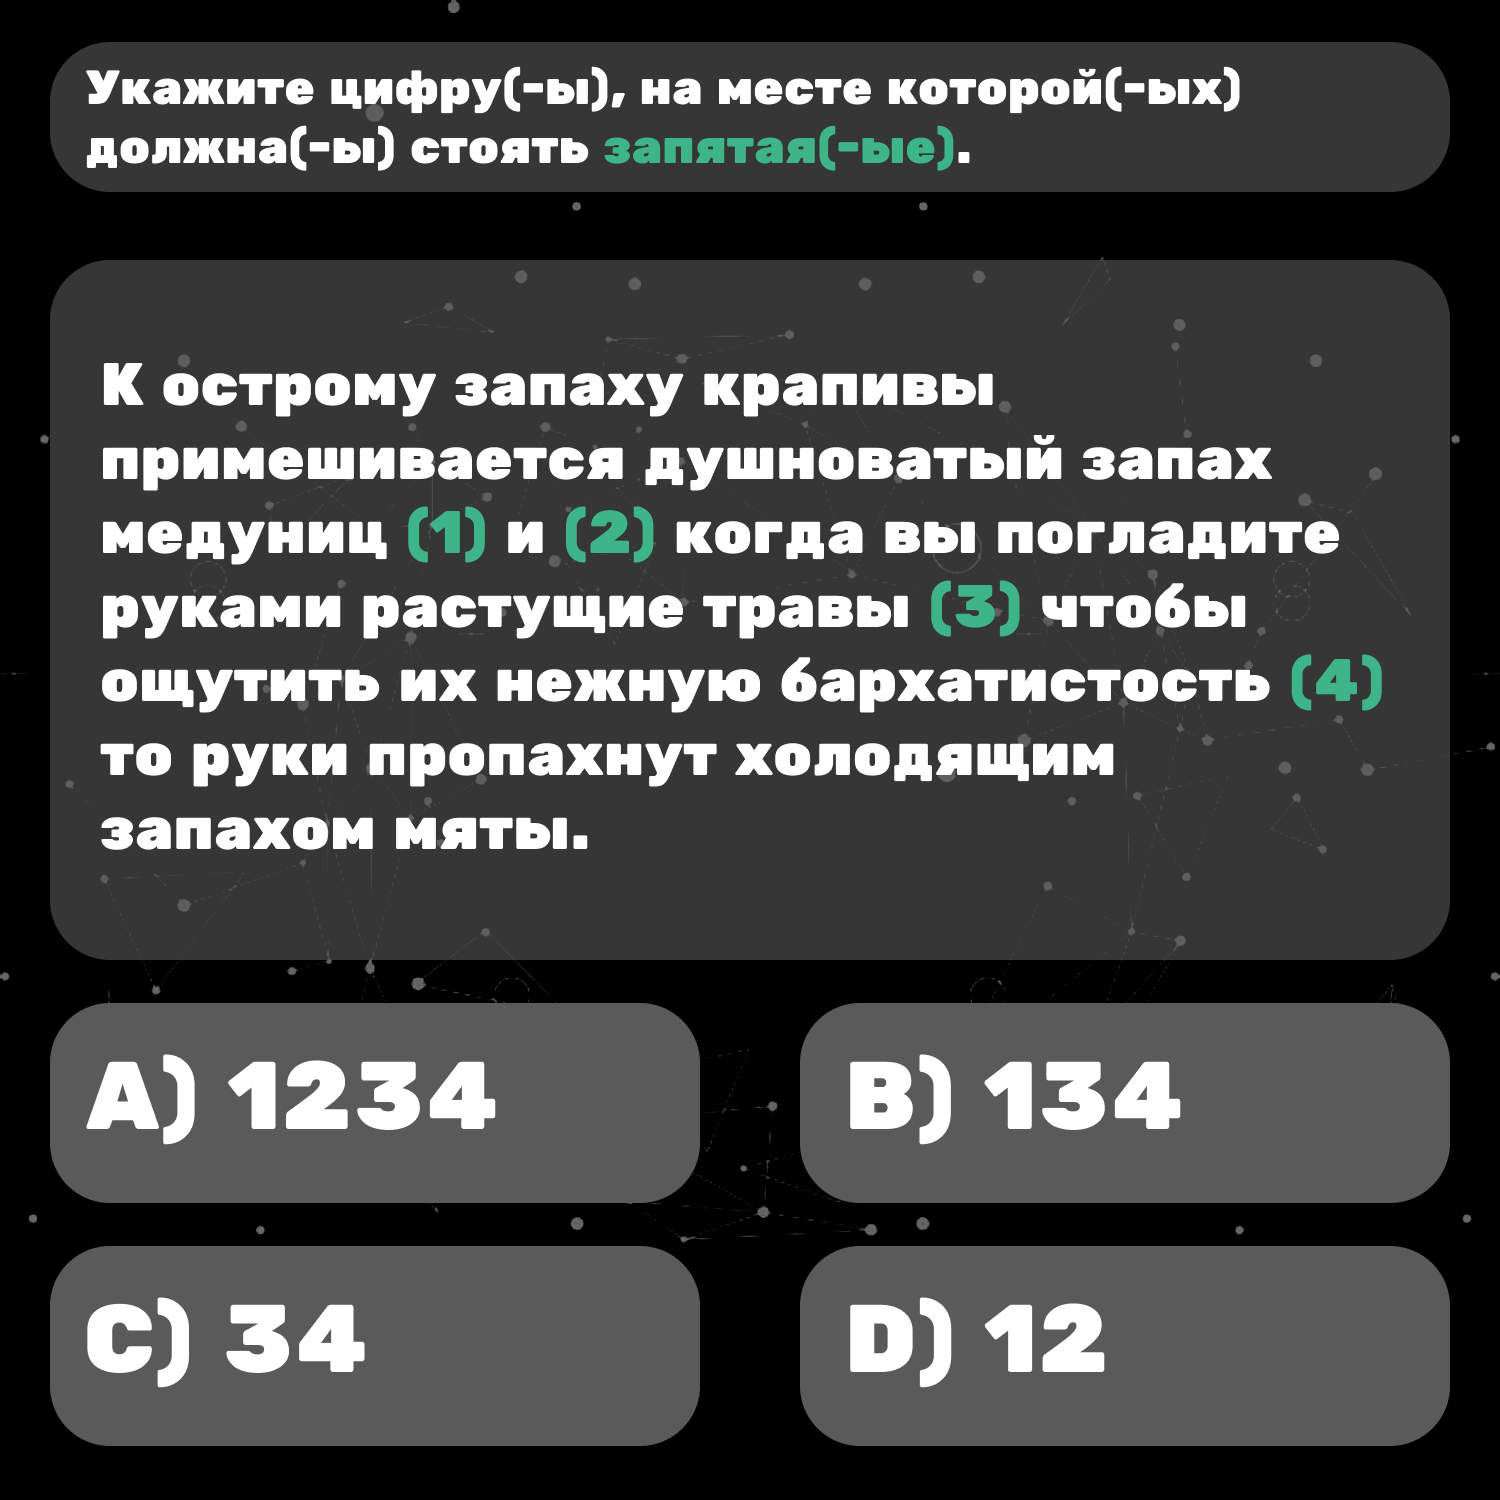 Укажите цифру(-ы), на месте которой(-ых)
должна(-ы) стоять запятая(-ые).
К острому запаху крапивы
примешивается душноватый запах
медуниц (1) и (2) когда вы погладите
руками растущие травы (3) чтобы
ощутить их нежную бархатистость (4)
то руки пропахнут холодящим
запахом мяты.
A) 1234
B) 134
C) 34
D) 12